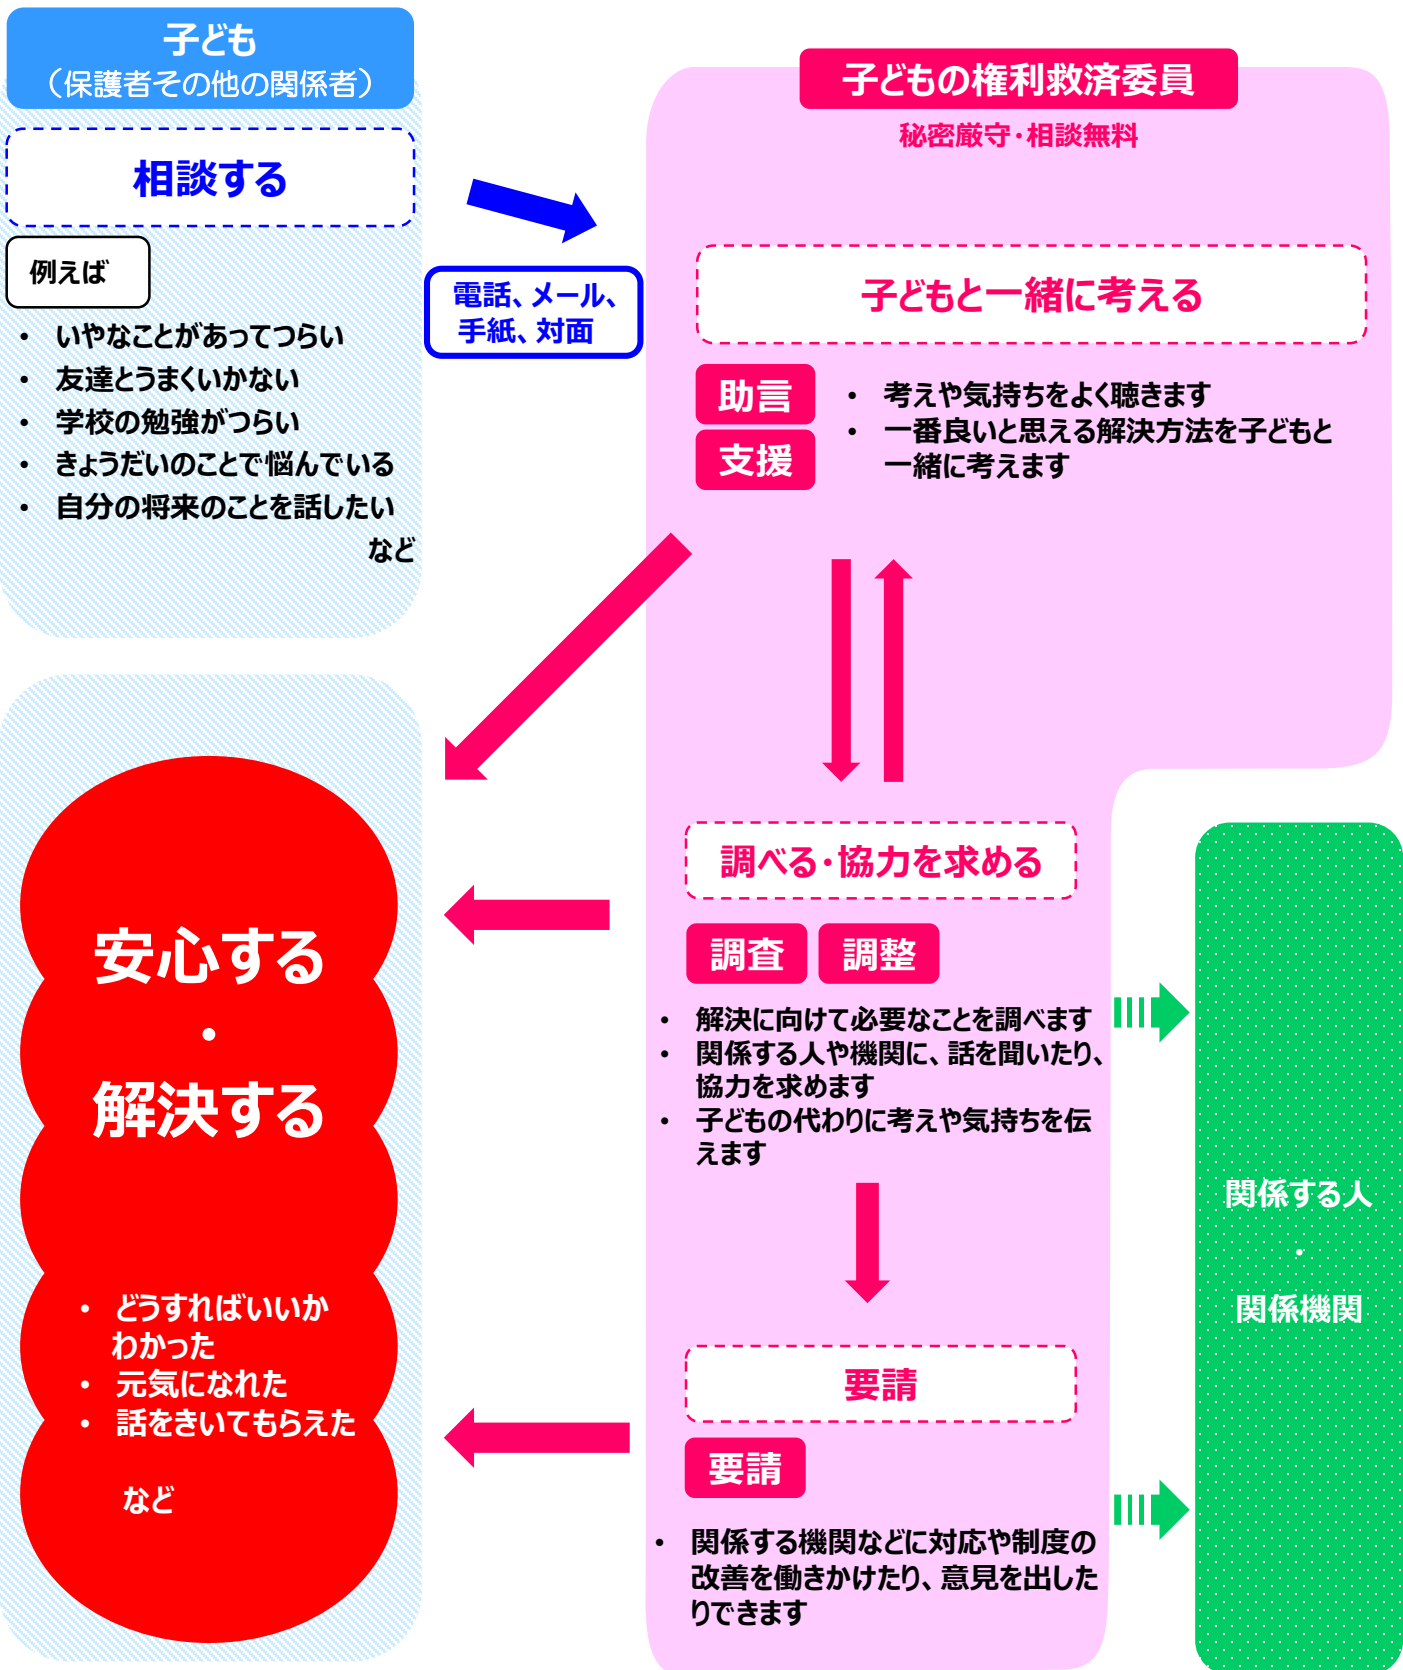 子ども
（保護者その他の関係者）
相談する
例えば
• いやなことがあってつらい
• 友達とうまくいかない
• 学校の勉強がつらい
• きょうだいのことで悩んでいる
• 自分の将来のことを話したい
など
電話、メール、
手紙、対面
子どもの権利救済委員
秘密厳守・相談無料
子どもと一緒に考える
助言
支援
• 考えや気持ちをよく聴きます
• 一番良いと思える解決方法を子どもと
一緒に考えます
調べる・協力を求める
調査
調整
• 解決に向けて必要なことを調べます
• 関係する人や機関に、話を聞いたり、
協力を求めます
• 子どもの代わりに考えや気持ちを伝
えます
要請
要請
• 関係する機関などに対応や制度の
改善を働きかけたり、意見を出した
りできます
安心する
・
解決する
• どうすればいいか
わかった
• 元気になれた
• 話をきいてもらえた
など
関係する人
・
関係機関